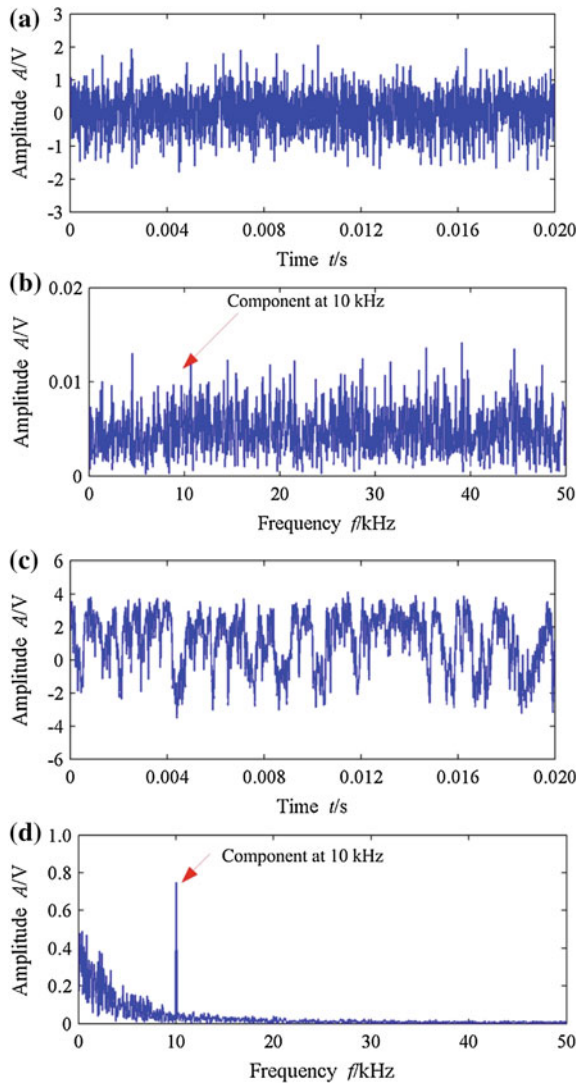 (a)
3
2
1
0
-1
-2
-3
Amplitude A/V
0 0.004 0.008 0.012 0.016 0.020
Time t/s
(b)
0.02
0.01
0
Amplitude A/V
Component at 10 kHz
0 10 20 30 40 50
Frequency f/kHz
(c)
6
4
2
0
-2
-4
-6
Amplitude A/V
0 0.004 0.008 0.012 0.016 0.020
Time t/s
(d)
1.0
0.8
0.6
0.4
0.2
0
Amplitude A/V
Component at 10 kHz
0 10 20 30 40 50
Frequency f/kHz